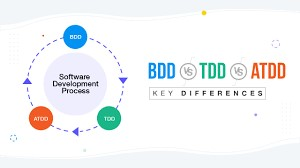 BDD
Software
Development
Process
ATDD
TDD
BDD VS TDD VS ATDD
KEY DIFFERENCES